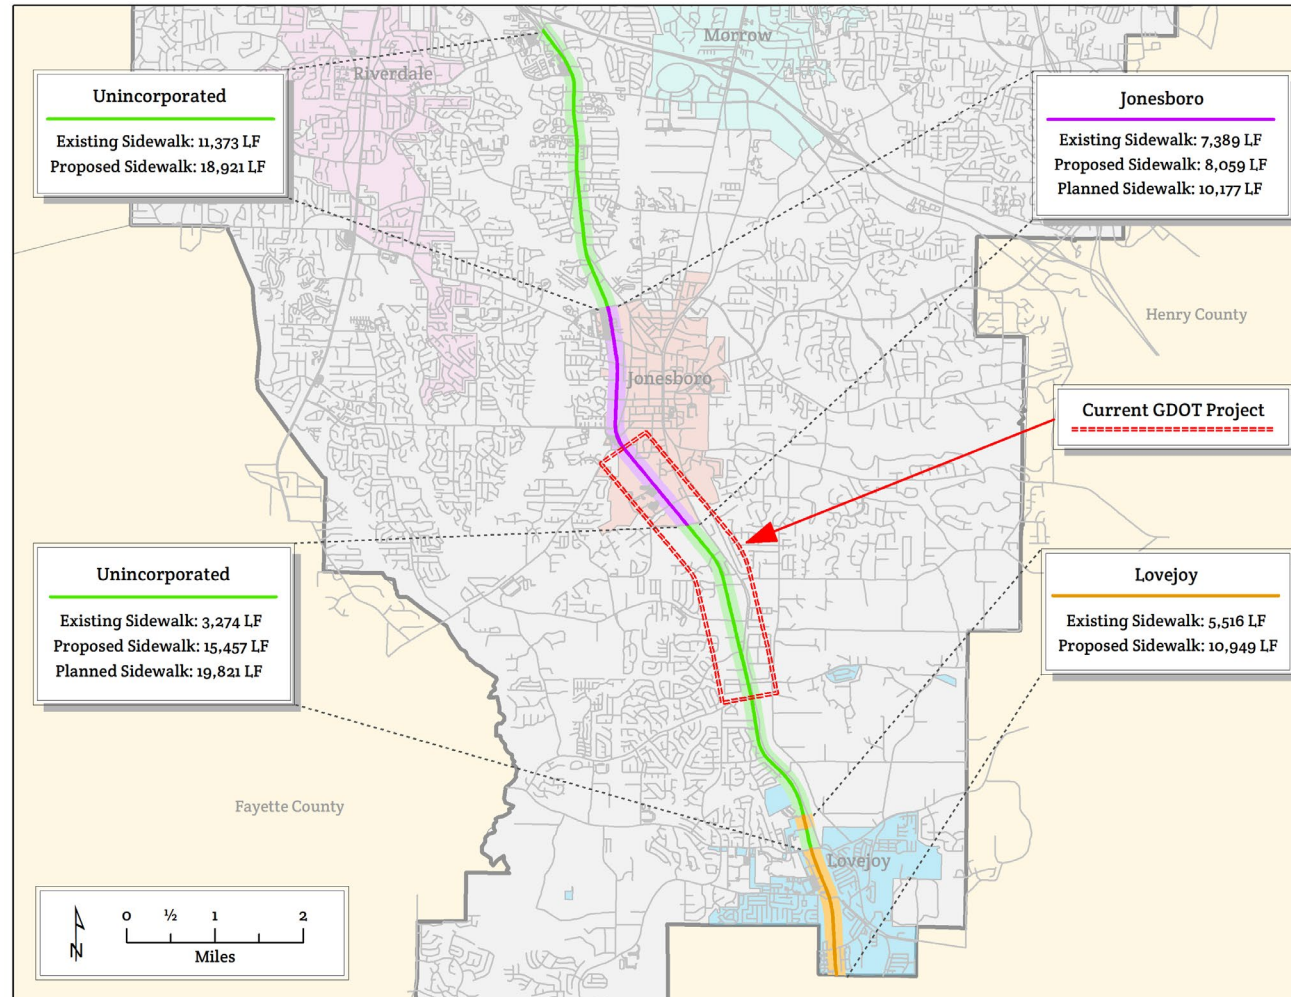 Morrow
Riverdale
Unincorporated
Existing Sidewalk: 11,373 LF
Proposed Sidewalk: 18,921 LF
Jonesboro
Existing Sidewalk: 7,389 LF
Proposed Sidewalk: 8,059 LF
Planned Sidewalk: 10,177 LF
Henry County
Jonesboro
Current GDOT Project
Unincorporated
Existing Sidewalk: 3,274 LF
Proposed Sidewalk: 15,457 LF
Planned Sidewalk: 19,821 LF
Lovejoy
Existing Sidewalk: 5,516 LF
Proposed Sidewalk: 10,949 LF
Fayette County
Lovejoy
N
0 ½ 1 2
Miles